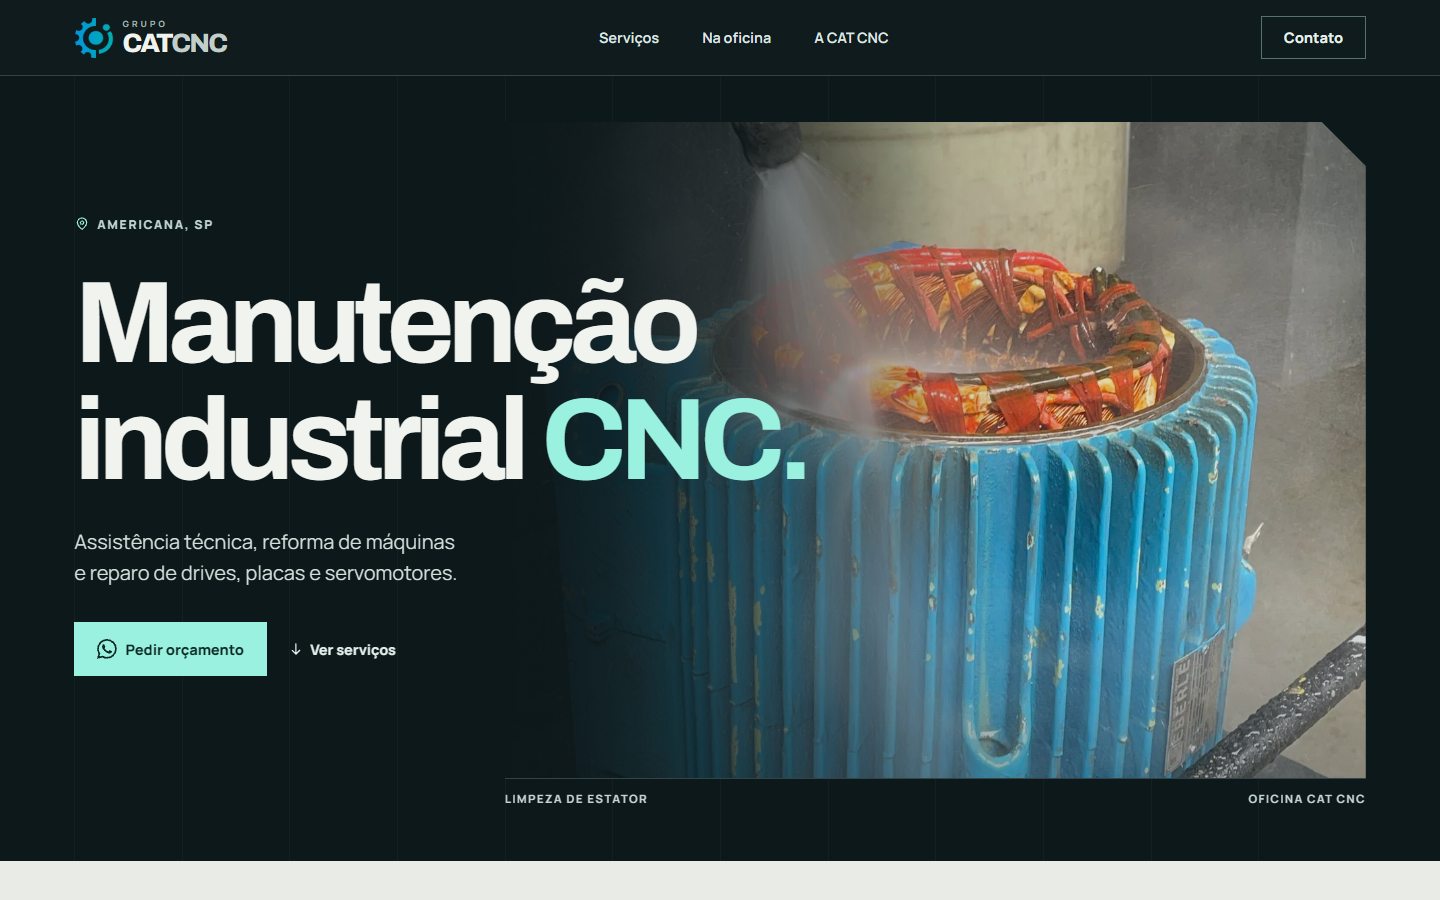 GRUPO
CATCNC
Serviços
Na oficina
A CAT CNC
Contato
AMERICANA, SP
Manutenção
industrial CNC.
Assistência técnica, reforma de máquinas
e reparo de drives, placas e servomotores.
Pedir orçamento
Ver serviços
EBERLE
LIMPEZA DE ESTATOR
OFICINA CAT CNC